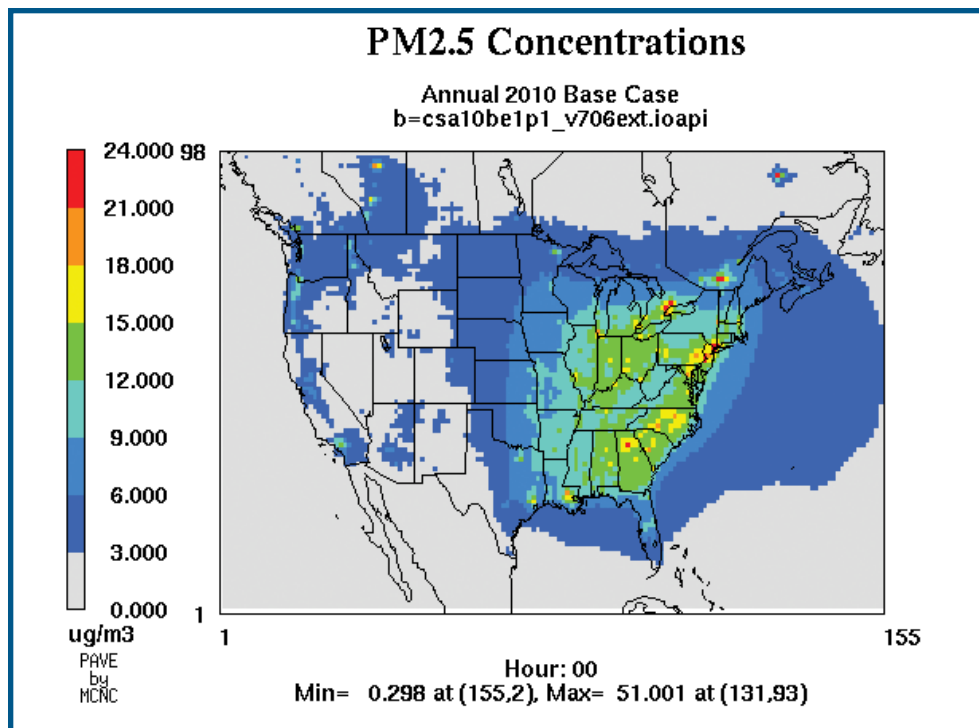 PM2.5 Concentrations
Annual 2010 Base Case
b=csa10be1p1_v706ext.ioapi
24.000
21.000
18.000
15.000
12.000
9.000
6.000
3.000
0.000
ug/m3
PAVE
by
MCNC
98
1
1
155
Hour: 00
Min= 0.298 at (155,2), Max= 51.001 at (131,93)